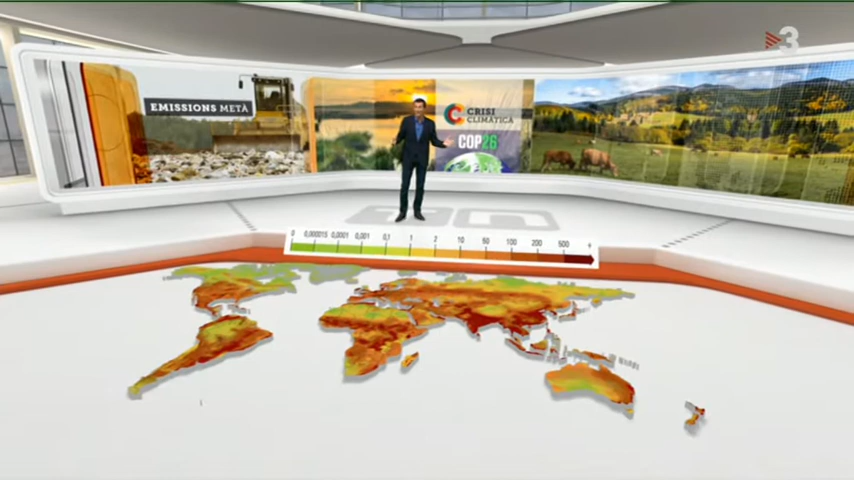 3
EMISSIONS METÀ
CRISI
CLIMÀTICA
COP26
0 0,000015 0,0001 0,001 0,1 1 2 10 50 100 200 500 +